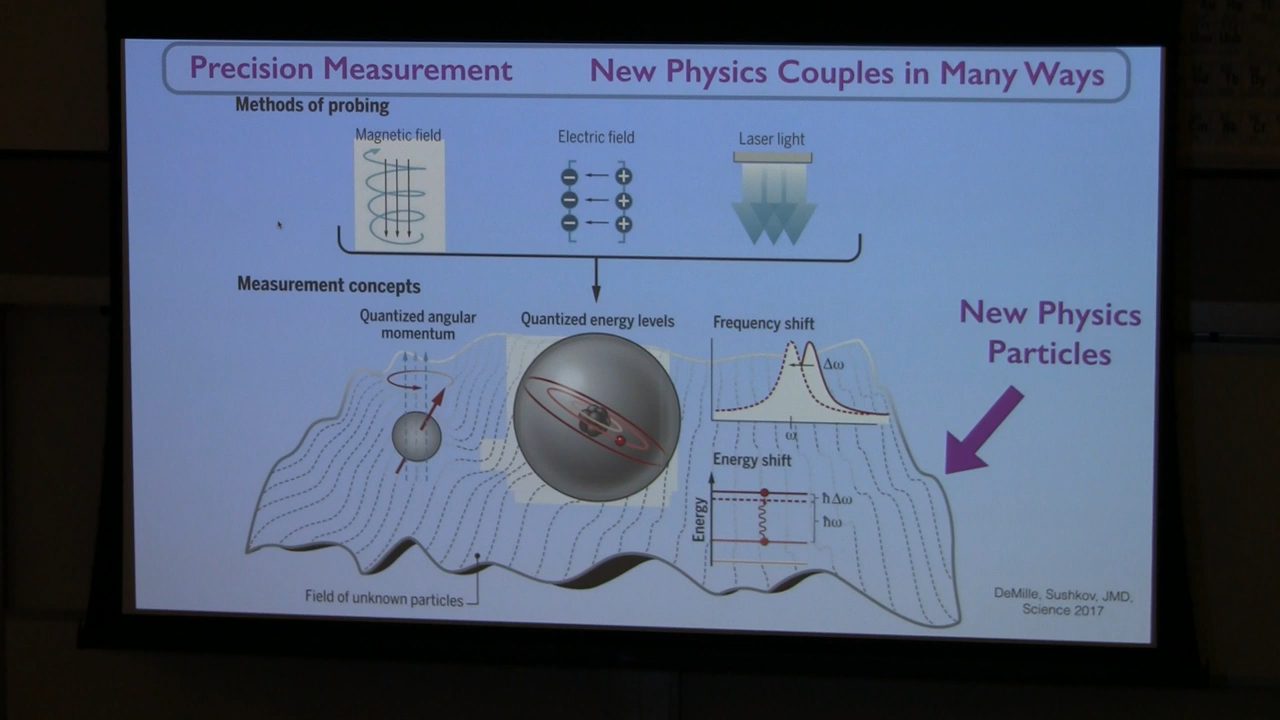 Precision Measurement New Physics Couples in Many Ways
Methods of probing
Magnetic field
Electric field
Laser light
Measurement concepts
Quantized angular
momentum
Quantized energy levels
Frequency shift
Δω
ω
Energy shift
Energy
ħΔω
ħω
Field of unknown particles
New Physics
Particles
DeMille, Sushkov, JMD,
Science 2017